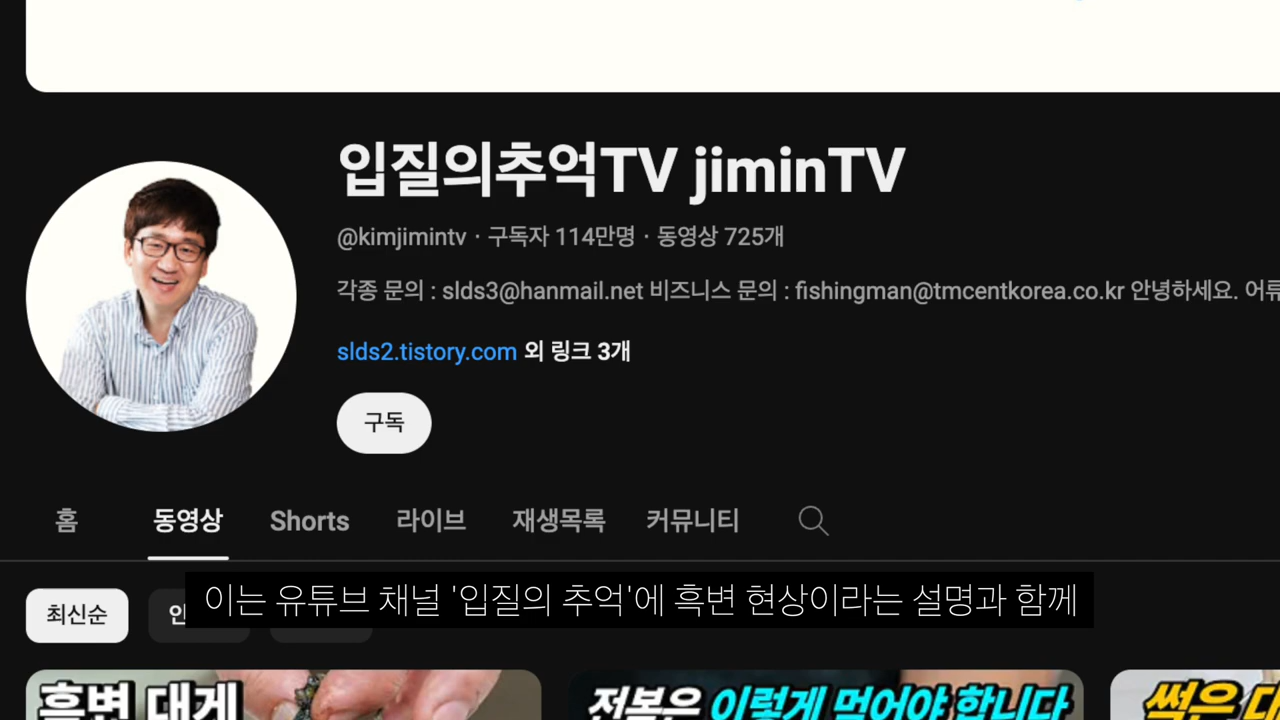 입질의추억TV jiminTV
@kimjimintv · 구독자 114만명 · 동영상 725개
각종 문의 : slds3@hanmail.net 비즈니스 문의 : fishingman@tmcentkorea.co.kr 안녕하세요. 어류
slds2.tistory.com 외 링크 3개
구독
홈 동영상 Shorts 라이브 재생목록 커뮤니티
이는 유튜브 채널 '입질의 추억'에 흑변 현상이라는 설명과 함께
최신순
흑변 대게
전복은 이렇게 먹어야 합니다
썩은